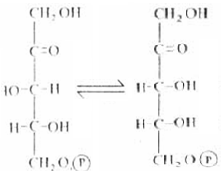 CH₂OH CH₂OH
C=O C=O
HO-C-H ⇌ H-C-OH
H-C-OH H-C-OH
CH₂O Ⓟ CH₂O Ⓟ